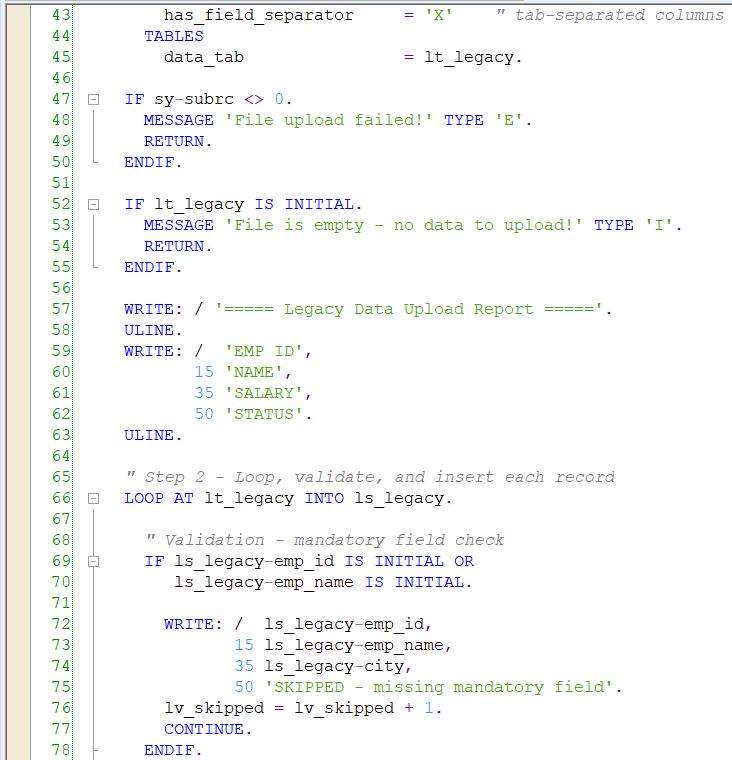 43 has_field_separator = 'X' " tab-separated columns
44 TABLES
45 data_tab = lt_legacy.
46
47 IF sy-subrc <> 0.
48 MESSAGE 'File upload failed!' TYPE 'E'.
49 RETURN.
50 ENDIF.
51
52 IF lt_legacy IS INITIAL.
53 MESSAGE 'File is empty - no data to upload!' TYPE 'I'.
54 RETURN.
55 ENDIF.
56
57 WRITE: / '===== Legacy Data Upload Report ====='.
58 ULINE.
59 WRITE: / 'EMP ID',
60 15 'NAME',
61 35 'SALARY',
62 50 'STATUS'.
63 ULINE.
64
65 " Step 2 - Loop, validate, and insert each record
66 LOOP AT lt_legacy INTO ls_legacy.
67
68 " Validation - mandatory field check
69 IF ls_legacy-emp_id IS INITIAL OR
70 ls_legacy-emp_name IS INITIAL.
71
72 WRITE: / ls_legacy-emp_id,
73 15 ls_legacy-emp_name,
74 35 ls_legacy-city,
75 50 'SKIPPED - missing mandatory field'.
76 lv_skipped = lv_skipped + 1.
77 CONTINUE.
78 ENDIF.